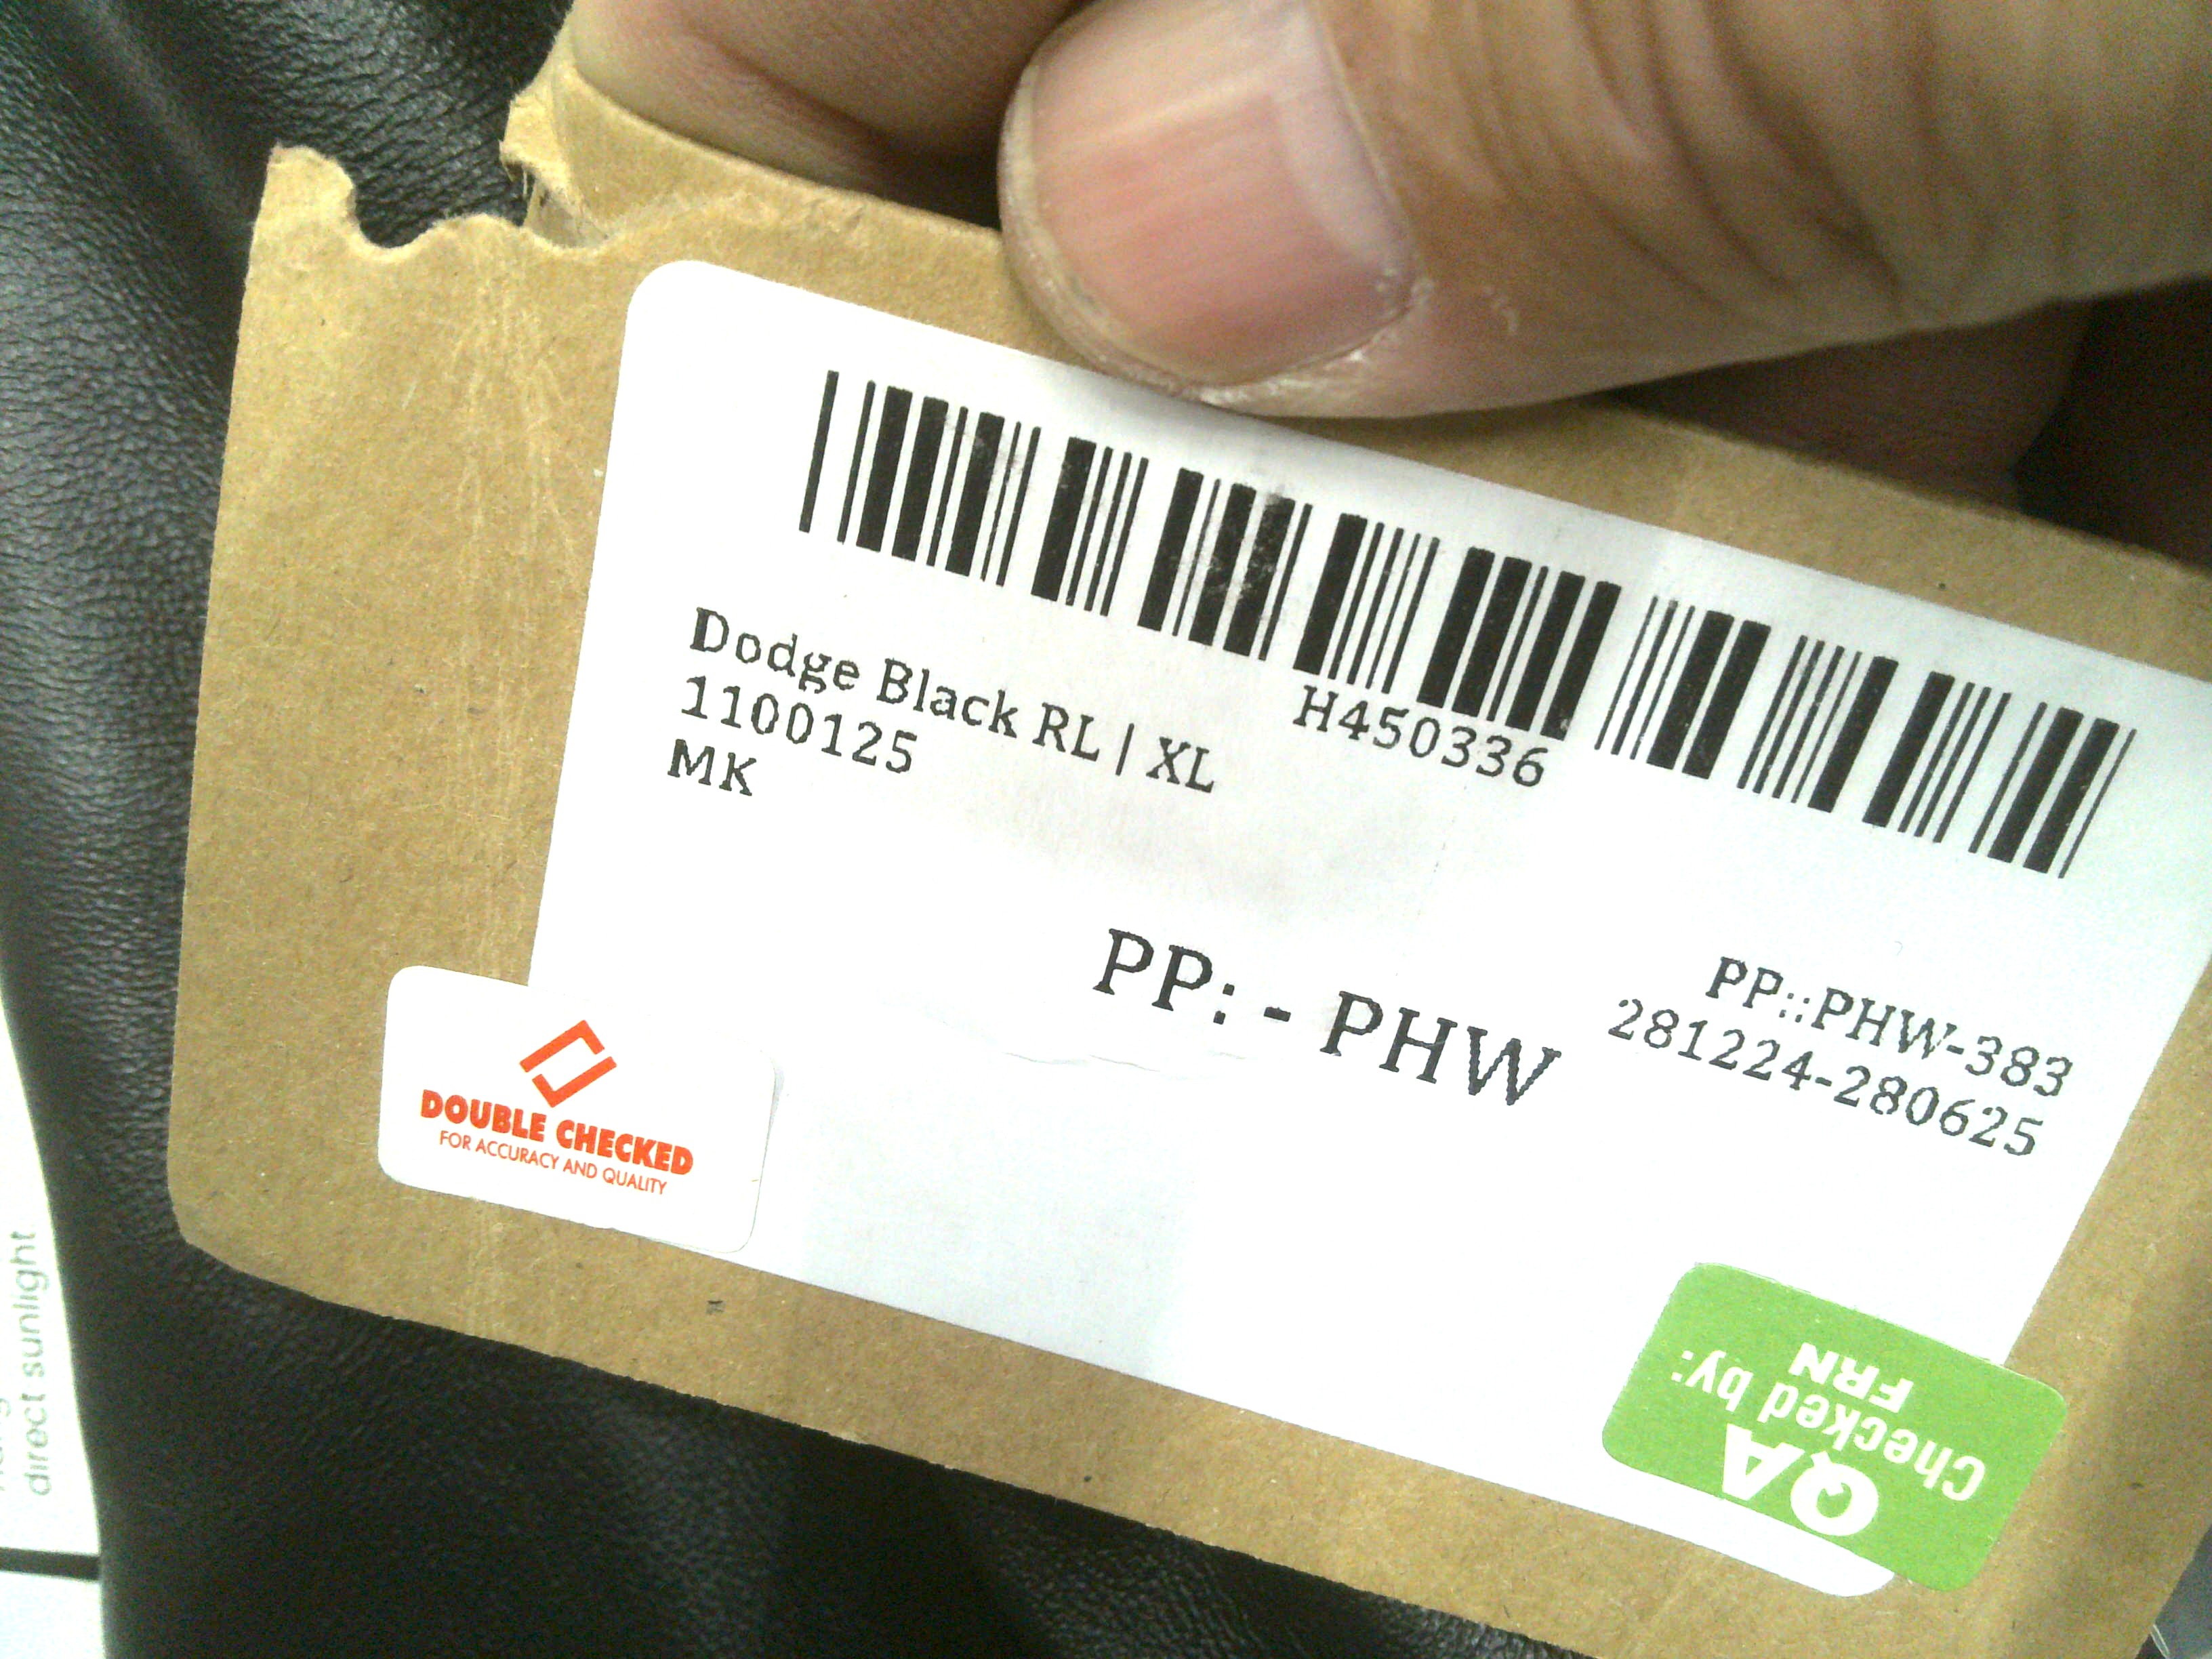 H450336
Dodge Black RL | XL
1100125
MK
PP: - PHW
PP::PHW-383
281224-280625
DOUBLE CHECKED
FOR ACCURACY AND QUALITY
QA
Checked by:
FRN
direct sunlight